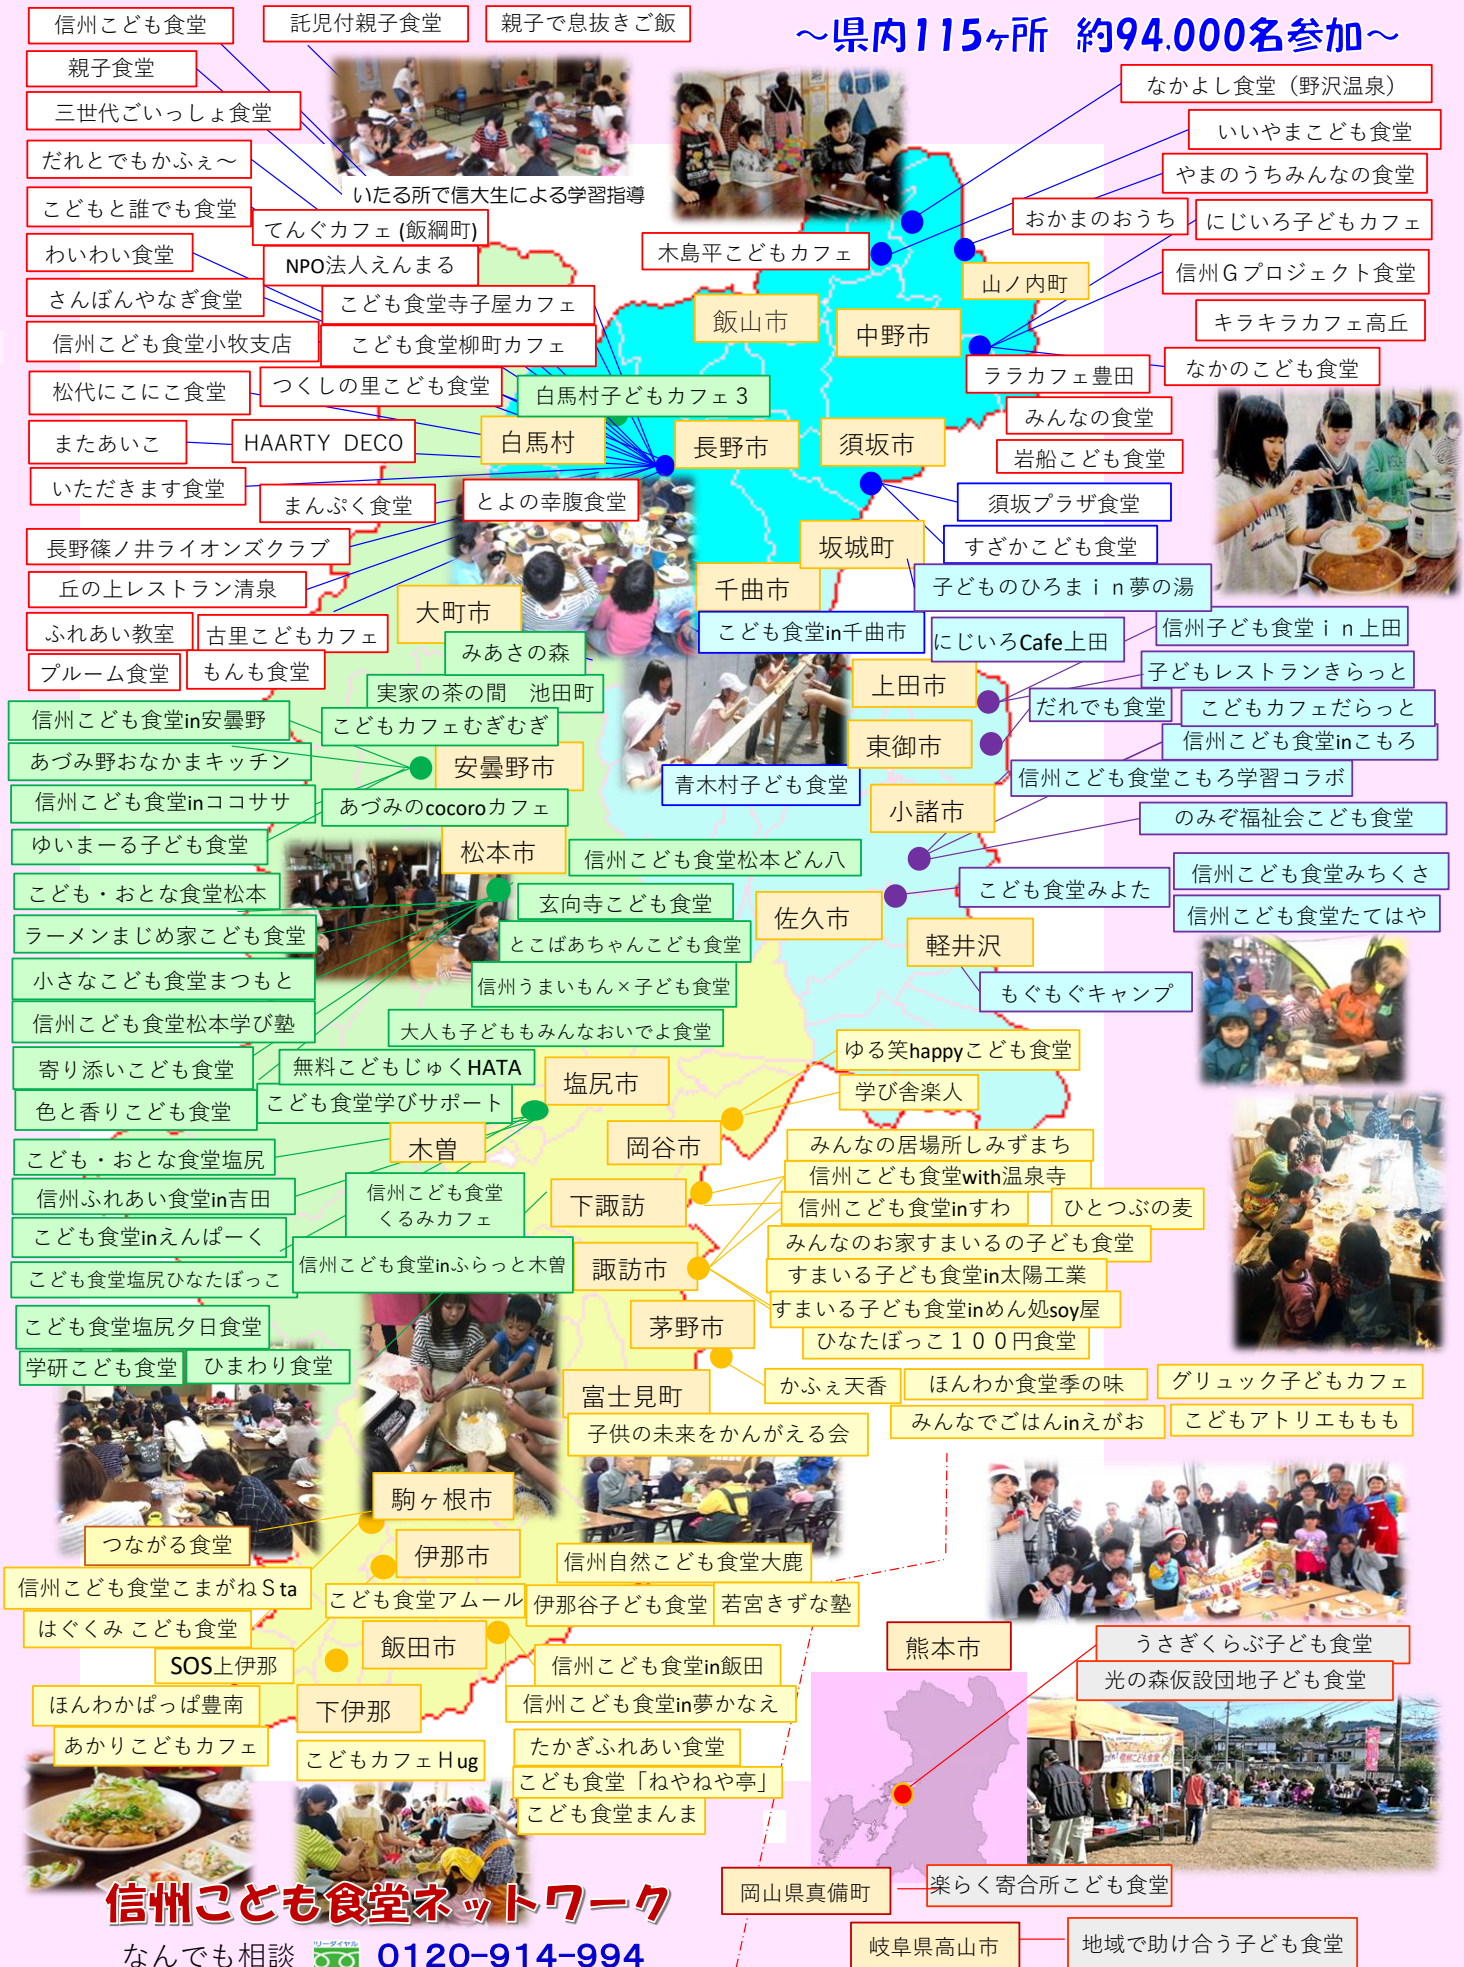 ～県内115ヶ所 約94,000名参加～
信州こども食堂
託児付親子食堂
親子で息抜きご飯
親子食堂
三世代ごいっしょ食堂
だれとでもかふぇ～
いたる所で信大生による学習指導
こどもと誰でも食堂
てんぐカフェ (飯綱町)
わいわい食堂
NPO法人えんまる
さんぼんやなぎ食堂
こども食堂寺子屋カフェ
信州こども食堂小牧支店
こども食堂柳町カフェ
松代にこにこ食堂
つくしの里こども食堂
白馬村子どもカフェ３
またあいこ
HAARTY DECO
白馬村
長野市
須坂市
いただきます食堂
まんぷく食堂
とよの幸腹食堂
長野篠ノ井ライオンズクラブ
丘の上レストラン清泉
ふれあい教室
古里こどもカフェ
プルーム食堂
もんも食堂
なかよし食堂（野沢温泉）
いいやまこども食堂
やまのうちみんなの食堂
おかまのおうち
にじいろ子どもカフェ
木島平こどもカフェ
信州Ｇプロジェクト食堂
山ノ内町
飯山市
中野市
キラキラカフェ高丘
ララカフェ豊田
なかのこども食堂
みんなの食堂
岩船こども食堂
須坂プラザ食堂
すざかこども食堂
坂城町
千曲市
子どものひろまｉｎ夢の湯
こども食堂in千曲市
にじいろCafe上田
信州子ども食堂ｉｎ上田
子どもレストランきらっと
上田市
だれでも食堂
こどもカフェだらっと
東御市
信州こども食堂inこもろ
青木村子ども食堂
信州こども食堂こもろ学習コラボ
小諸市
のみぞ福祉会こども食堂
こども食堂みよた
信州こども食堂みちくさ
信州こども食堂たてはや
佐久市
軽井沢
もぐもぐキャンプ
大町市
みあさの森
実家の茶の間　池田町
信州こども食堂in安曇野
こどもカフェむぎむぎ
あづみ野おなかまキッチン
安曇野市
信州こども食堂inココササ
あづみのcocoroカフェ
ゆいまーる子ども食堂
松本市
信州こども食堂松本どん八
こども・おとな食堂松本
玄向寺こども食堂
ラーメンまじめ家こども食堂
とこばあちゃんこども食堂
小さなこども食堂まつもと
信州うまいもん×子ども食堂
信州こども食堂松本学び塾
大人も子どももみんなおいでよ食堂
寄り添いこども食堂
無料こどもじゅくHATA
色と香りこども食堂
こども食堂学びサポート
塩尻市
木曽
こども・おとな食堂塩尻
信州ふれあい食堂in吉田
信州こども食堂
くるみカフェ
こども食堂inえんぱーく
信州こども食堂inふらっと木曽
こども食堂塩尻ひなたぼっこ
こども食堂塩尻夕日食堂
学研こども食堂
ひまわり食堂
ゆる笑happyこども食堂
学び舎楽人
岡谷市
みんなの居場所しみずまち
信州こども食堂with温泉寺
下諏訪
信州こども食堂inすわ
ひとつぶの麦
みんなのお家すまいるの子ども食堂
諏訪市
すまいる子ども食堂in太陽工業
すまいる子ども食堂inめん処soy屋
茅野市
ひなたぼっこ１００円食堂
かふぇ天香
ほんわか食堂季の味
グリュック子どもカフェ
富士見町
みんなでごはんinえがお
こどもアトリエももも
子供の未来をかんがえる会
駒ヶ根市
つながる食堂
伊那市
信州自然こども食堂大鹿
信州こども食堂こまがねＳta
こども食堂アムール
伊那谷子ども食堂
若宮きずな塾
はぐくみ こども食堂
飯田市
SOS上伊那
信州こども食堂in飯田
ほんわかぱっぱ豊南
下伊那
信州こども食堂in夢かなえ
あかりこどもカフェ
こどもカフェＨug
たかぎふれあい食堂
こども食堂「ねやねや亭」
こども食堂まんま
熊本市
うさぎくらぶ子ども食堂
光の森仮設団地子ども食堂
岡山県真備町
楽らく寄合所こども食堂
岐阜県高山市
地域で助け合う子ども食堂
信州こども食堂ネットワーク
なんでも相談
フリーダイヤル
0120-914-994